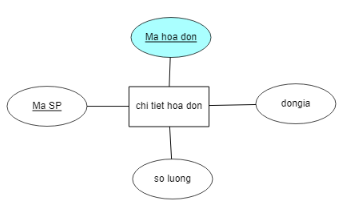 Ma hoa don
Ma SP
chi tiet hoa don
dongia
so luong